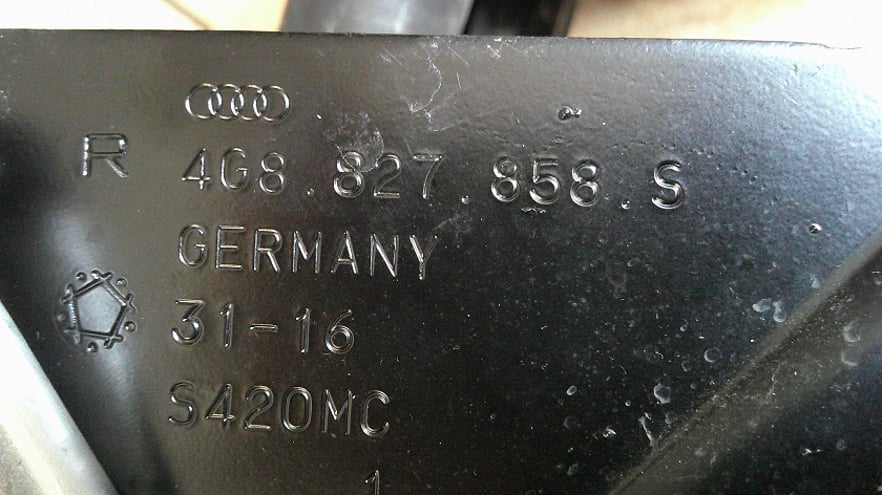 R 4G8.827.858.S
GERMANY
31-16
S420MC
1